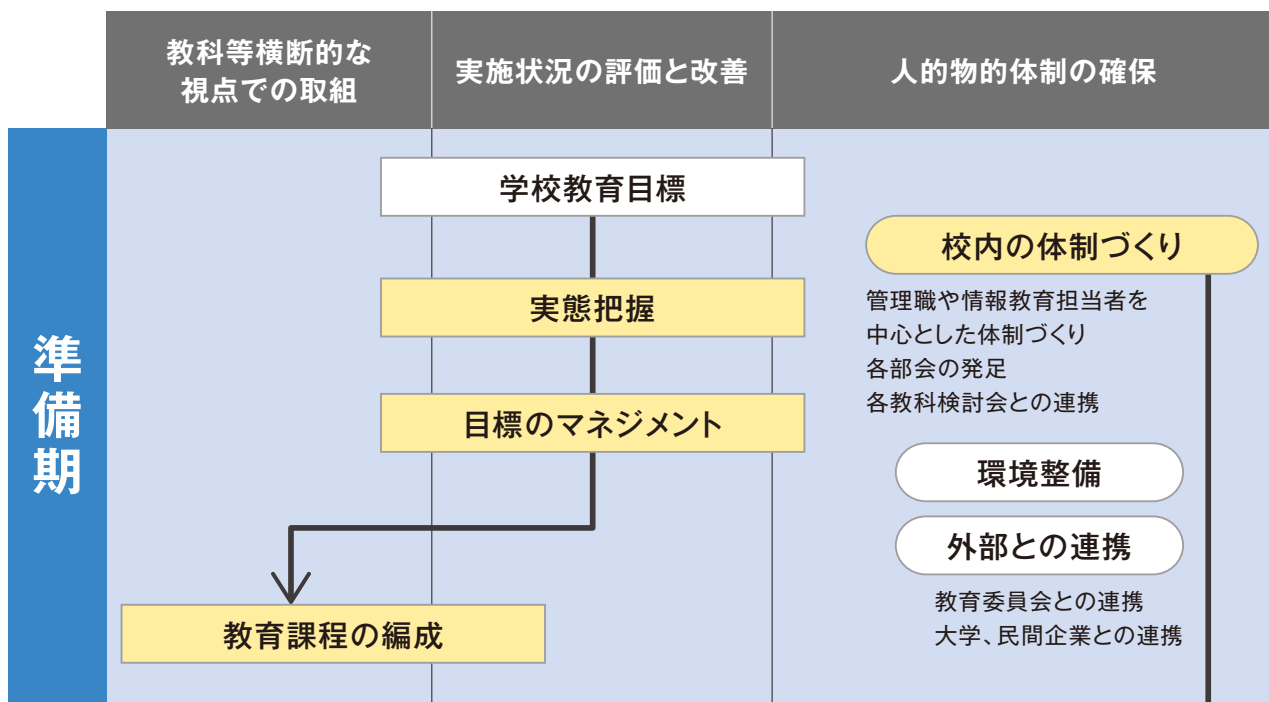 教科等横断的な
視点での取組
実施状況の評価と改善
人的物的体制の確保
準備期
学校教育目標
実態把握
目標のマネジメント
教育課程の編成
校内の体制づくり
管理職や情報教育担当者を
中心とした体制づくり
各部会の発足
各教科検討会との連携
環境整備
外部との連携
教育委員会との連携
大学、民間企業との連携